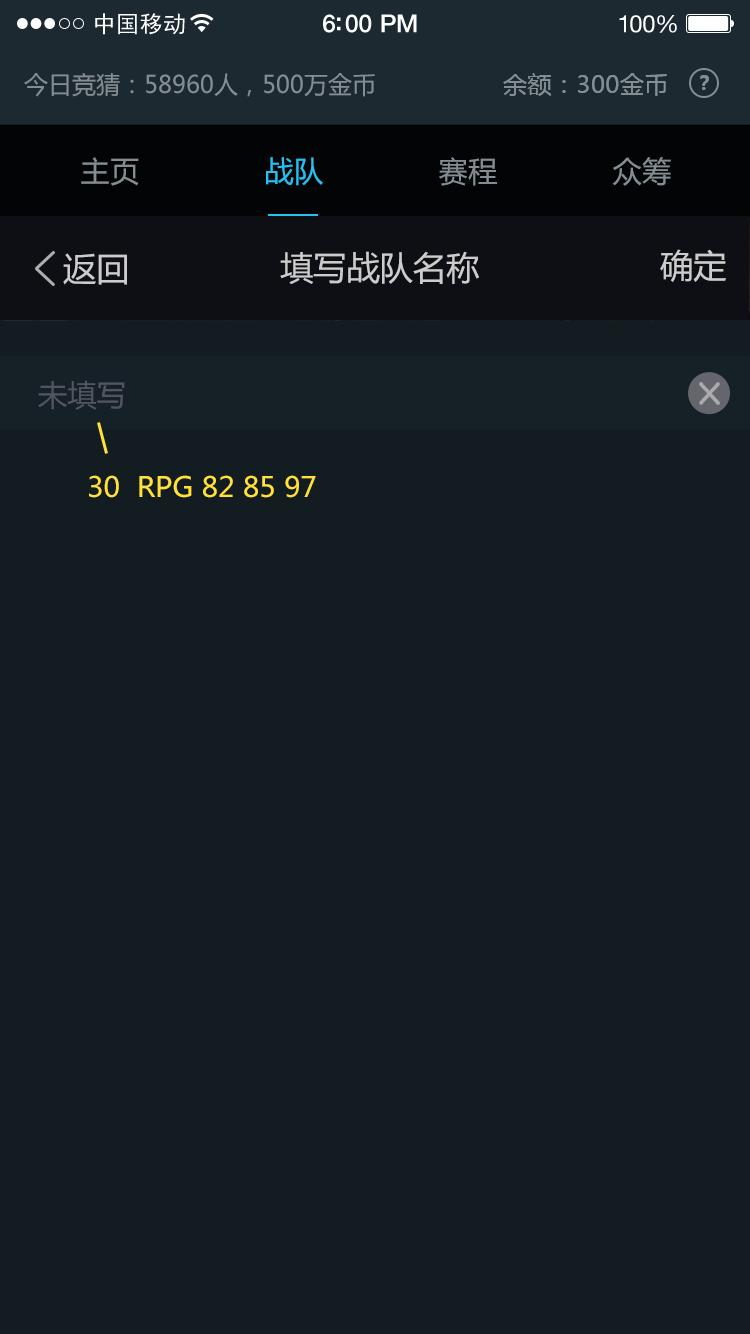 中国移动 6:00 PM 100%
今日竞猜：58960人，500万金币 余额：300金币 ?
主页 战队 赛程 众筹
返回 填写战队名称 确定
未填写
30 RPG 82 85 97